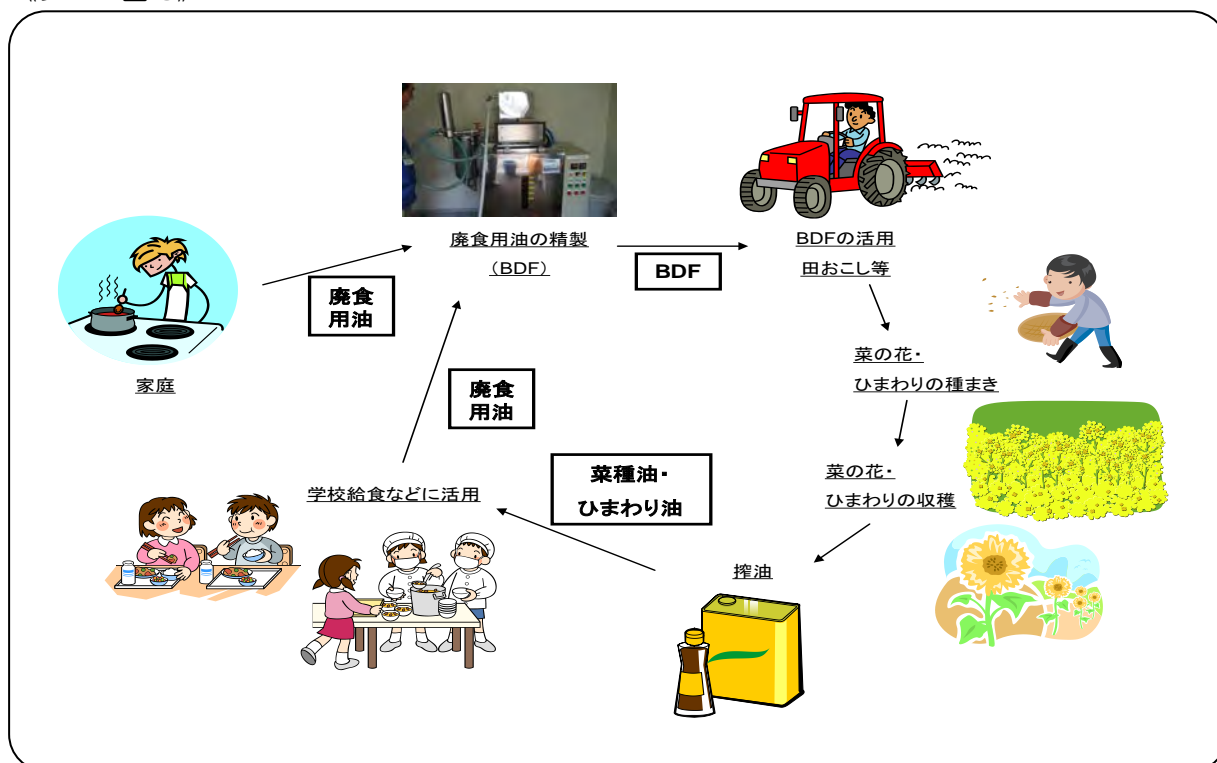 廃食用油の精製
（BDF）
BDF
BDFの活用
田おこし等
廃食
用油
家庭
菜の花・
ひまわりの種まき
廃食
用油
菜の花・
ひまわりの収穫
菜種油・
ひまわり油
学校給食などに活用
搾油